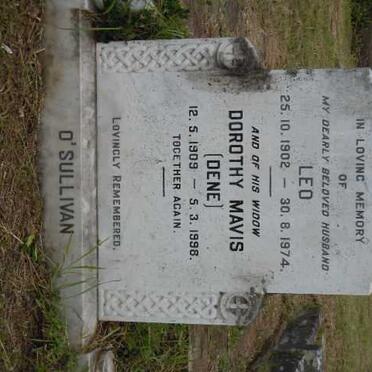 IN LOVING MEMORY
OF
MY DEARLY BELOVED HUSBAND
LEO
25. 10. 1902 — 30. 8. 1974.
AND OF HIS WIDOW
DOROTHY MAVIS
(DENE)
12. 5. 1909 — 5. 3. 1998.
TOGETHER AGAIN.
LOVINGLY REMEMBERED.
O'SULLIVAN